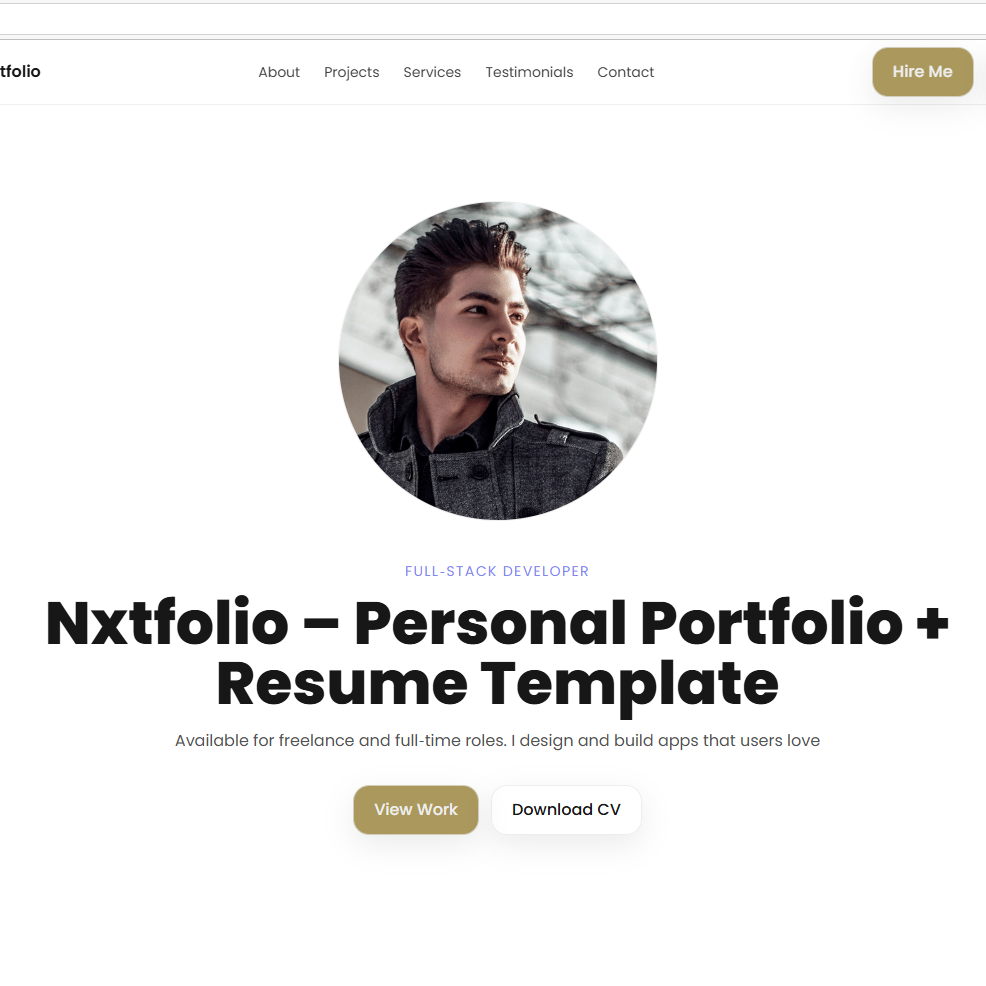 tfolio
About Projects Services Testimonials Contact
Hire Me
FULL-STACK DEVELOPER
Nxtfolio – Personal Portfolio +
Resume Template
Available for freelance and full-time roles. I design and build apps that users love
View Work
Download CV